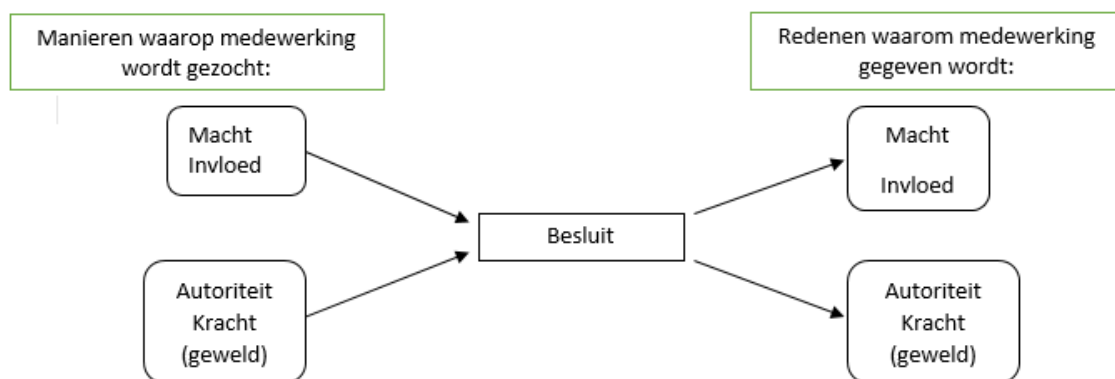 Manieren waarop medewerking
wordt gezocht:
Redenen waarom medewerking
gegeven wordt:
Macht
Invloed
Macht
Invloed
Besluit
Autoriteit
Kracht
(geweld)
Autoriteit
Kracht
(geweld)